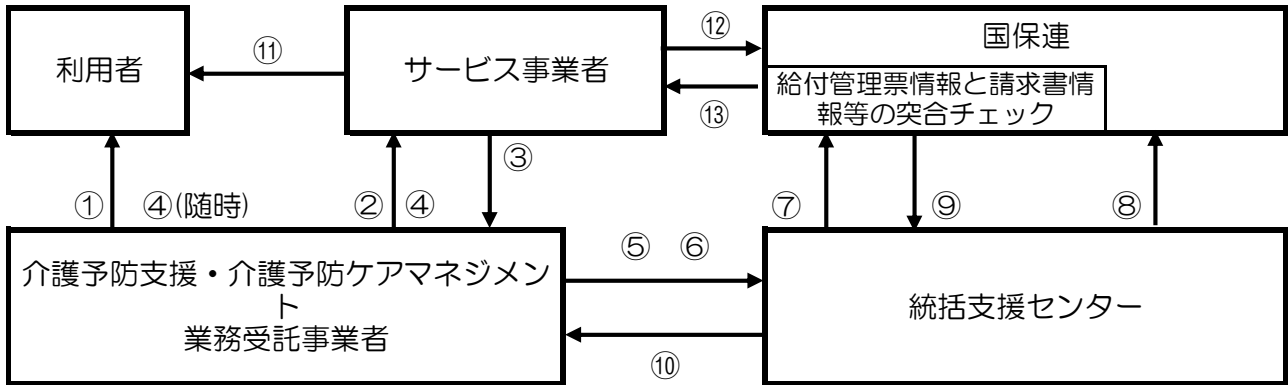 利用者
⑪
サービス事業者
⑫
⑬
国保連
給付管理票情報と請求書情
報等の突合チェック
①
④(随時)
②
④
③
⑦
⑨
⑧
介護予防支援・介護予防ケアマネジメン
ト
業務受託事業者
⑤ ⑥
⑩
統括支援センター